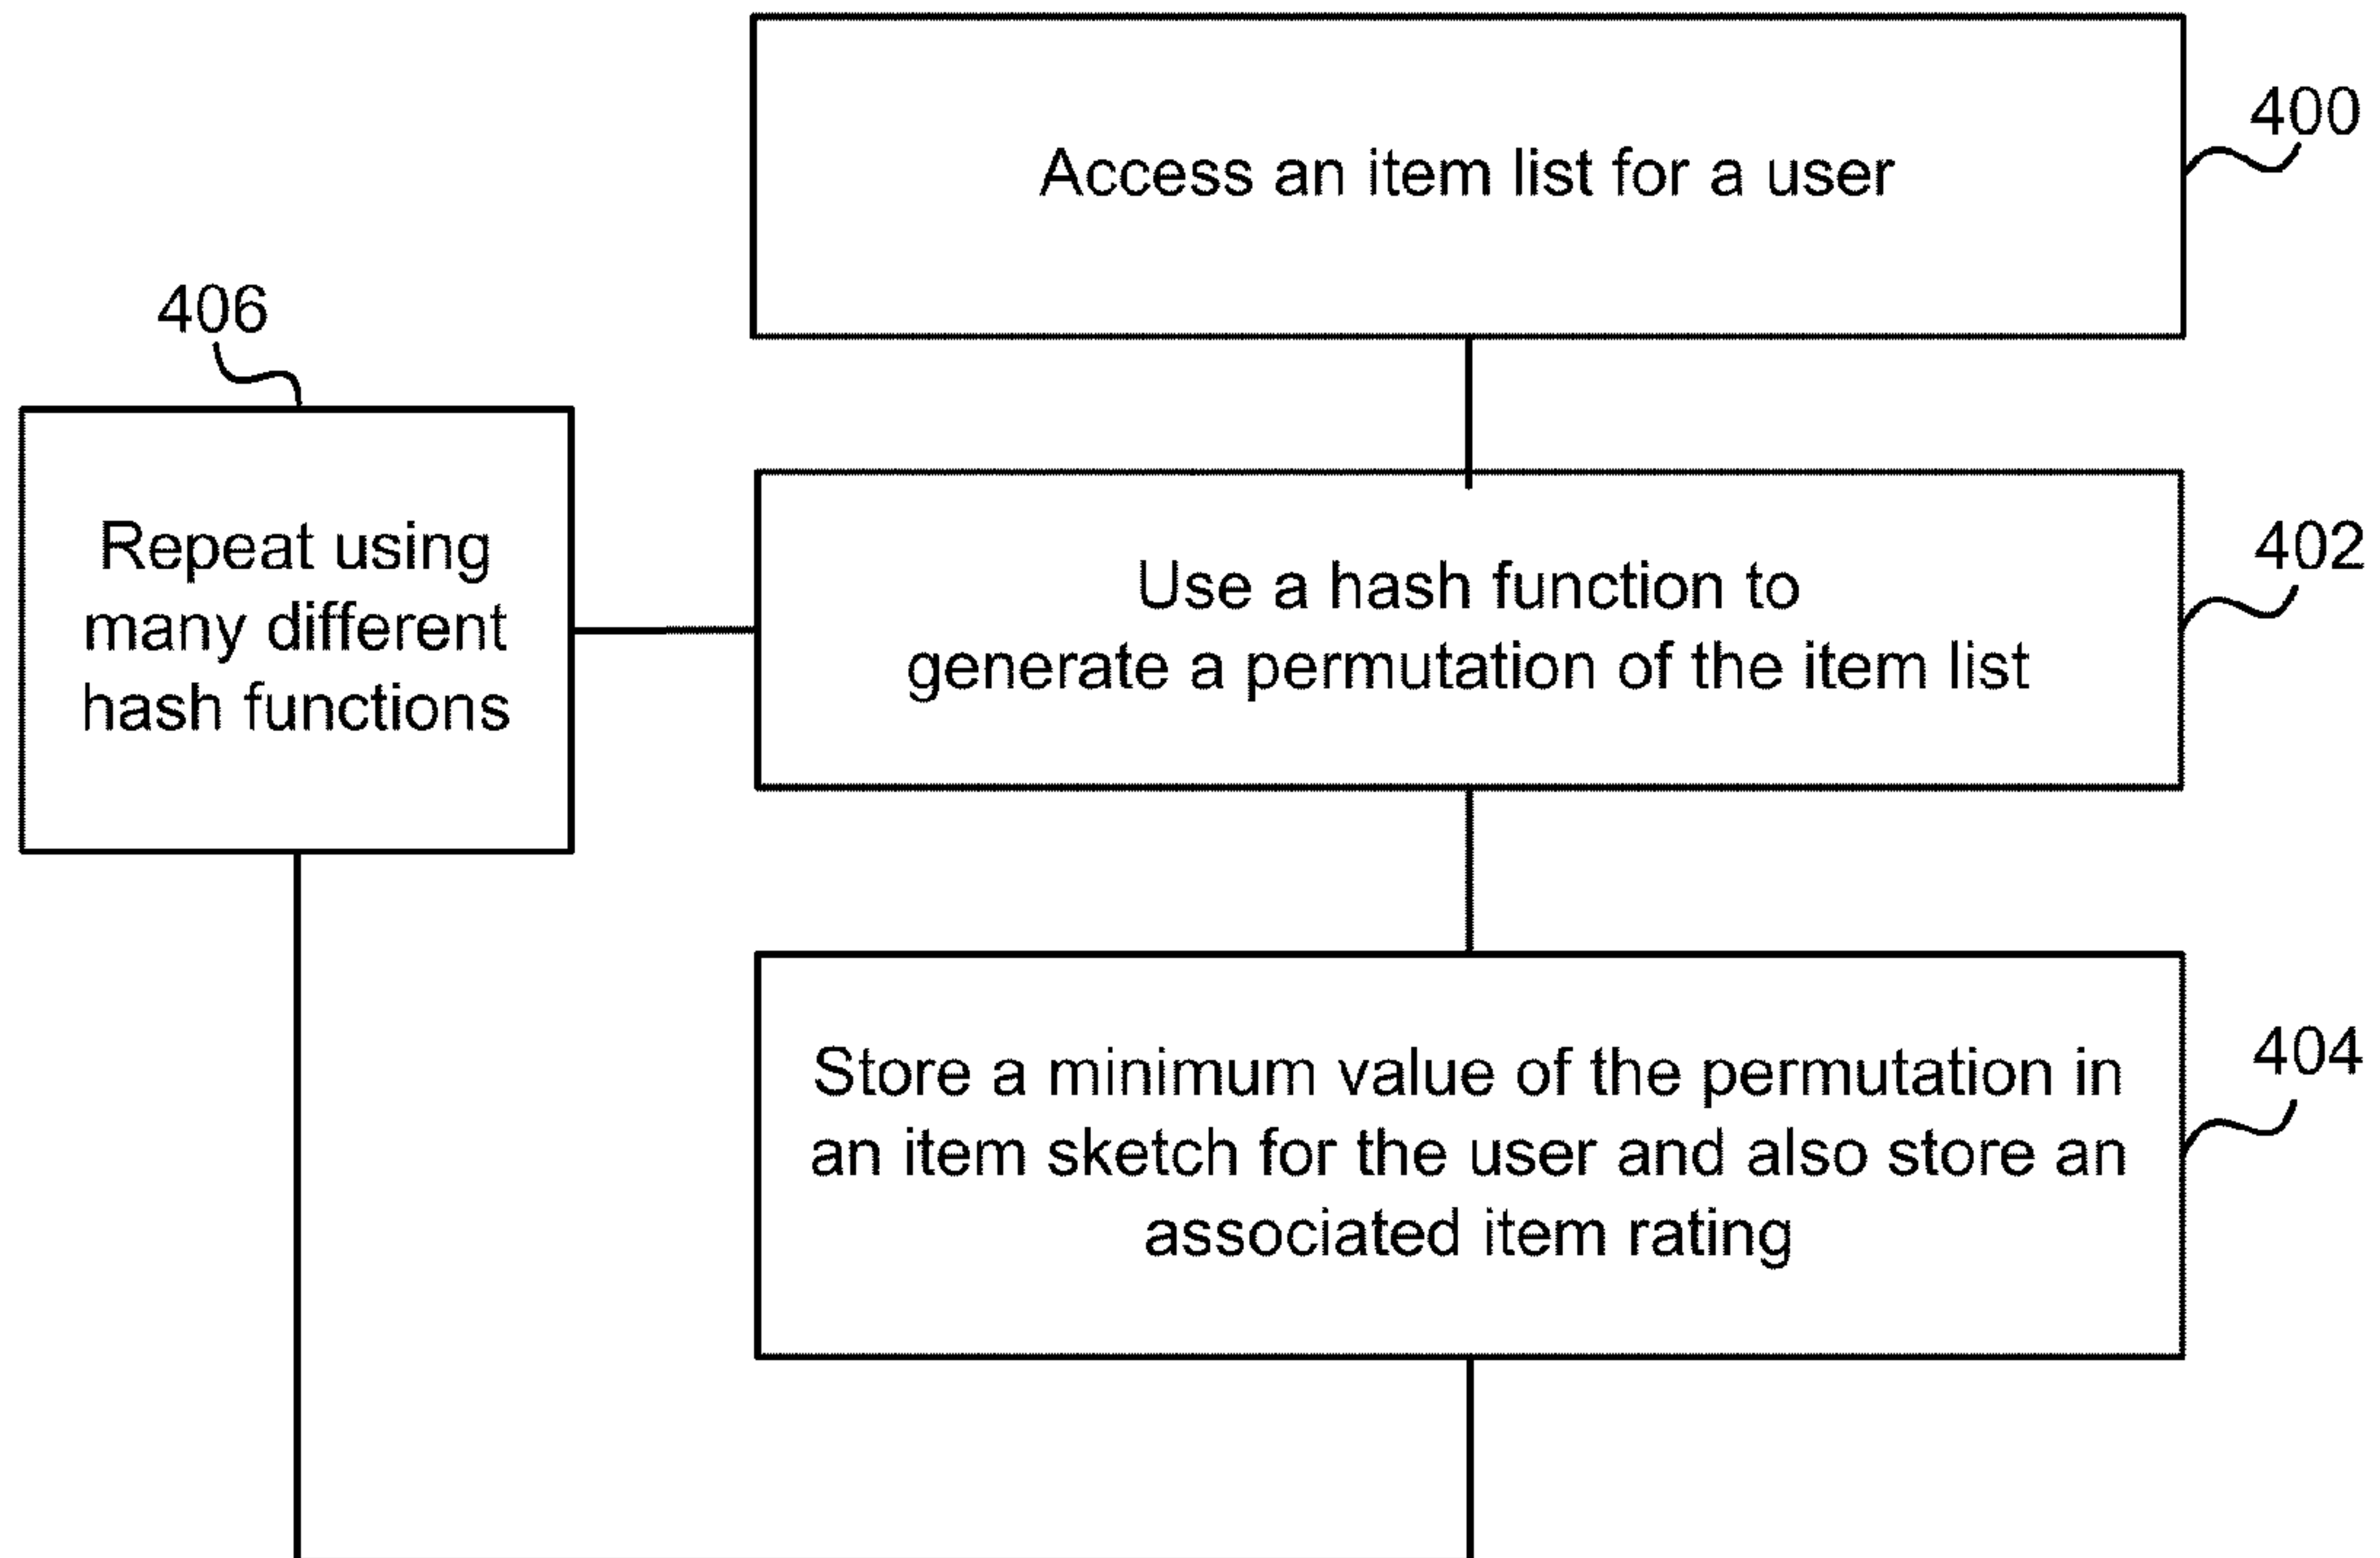 Access an item list for a user
400
406
Repeat using
many different
hash functions
Use a hash function to
generate a permutation of the item list
402
Store a minimum value of the permutation in
an item sketch for the user and also store an
associated item rating
404